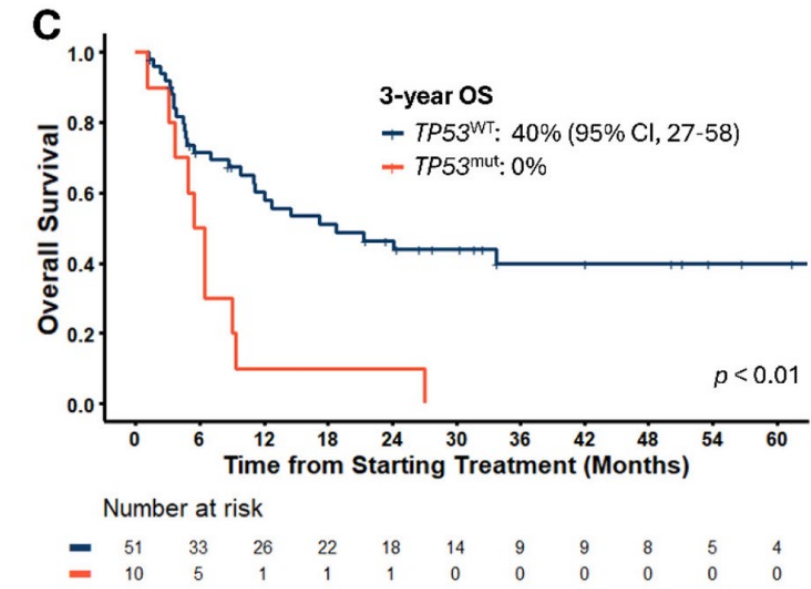 C
3-year OS
TP53WT: 40% (95% CI, 27-58)
TP53mut: 0%
Overall Survival
1.0
0.8
0.6
0.4
0.2
0.0
p < 0.01
0 6 12 18 24 30 36 42 48 54 60
Time from Starting Treatment (Months)
Number at risk
51 33 26 22 18 14 9 9 8 5 4
10 5 1 1 1 0 0 0 0 0 0